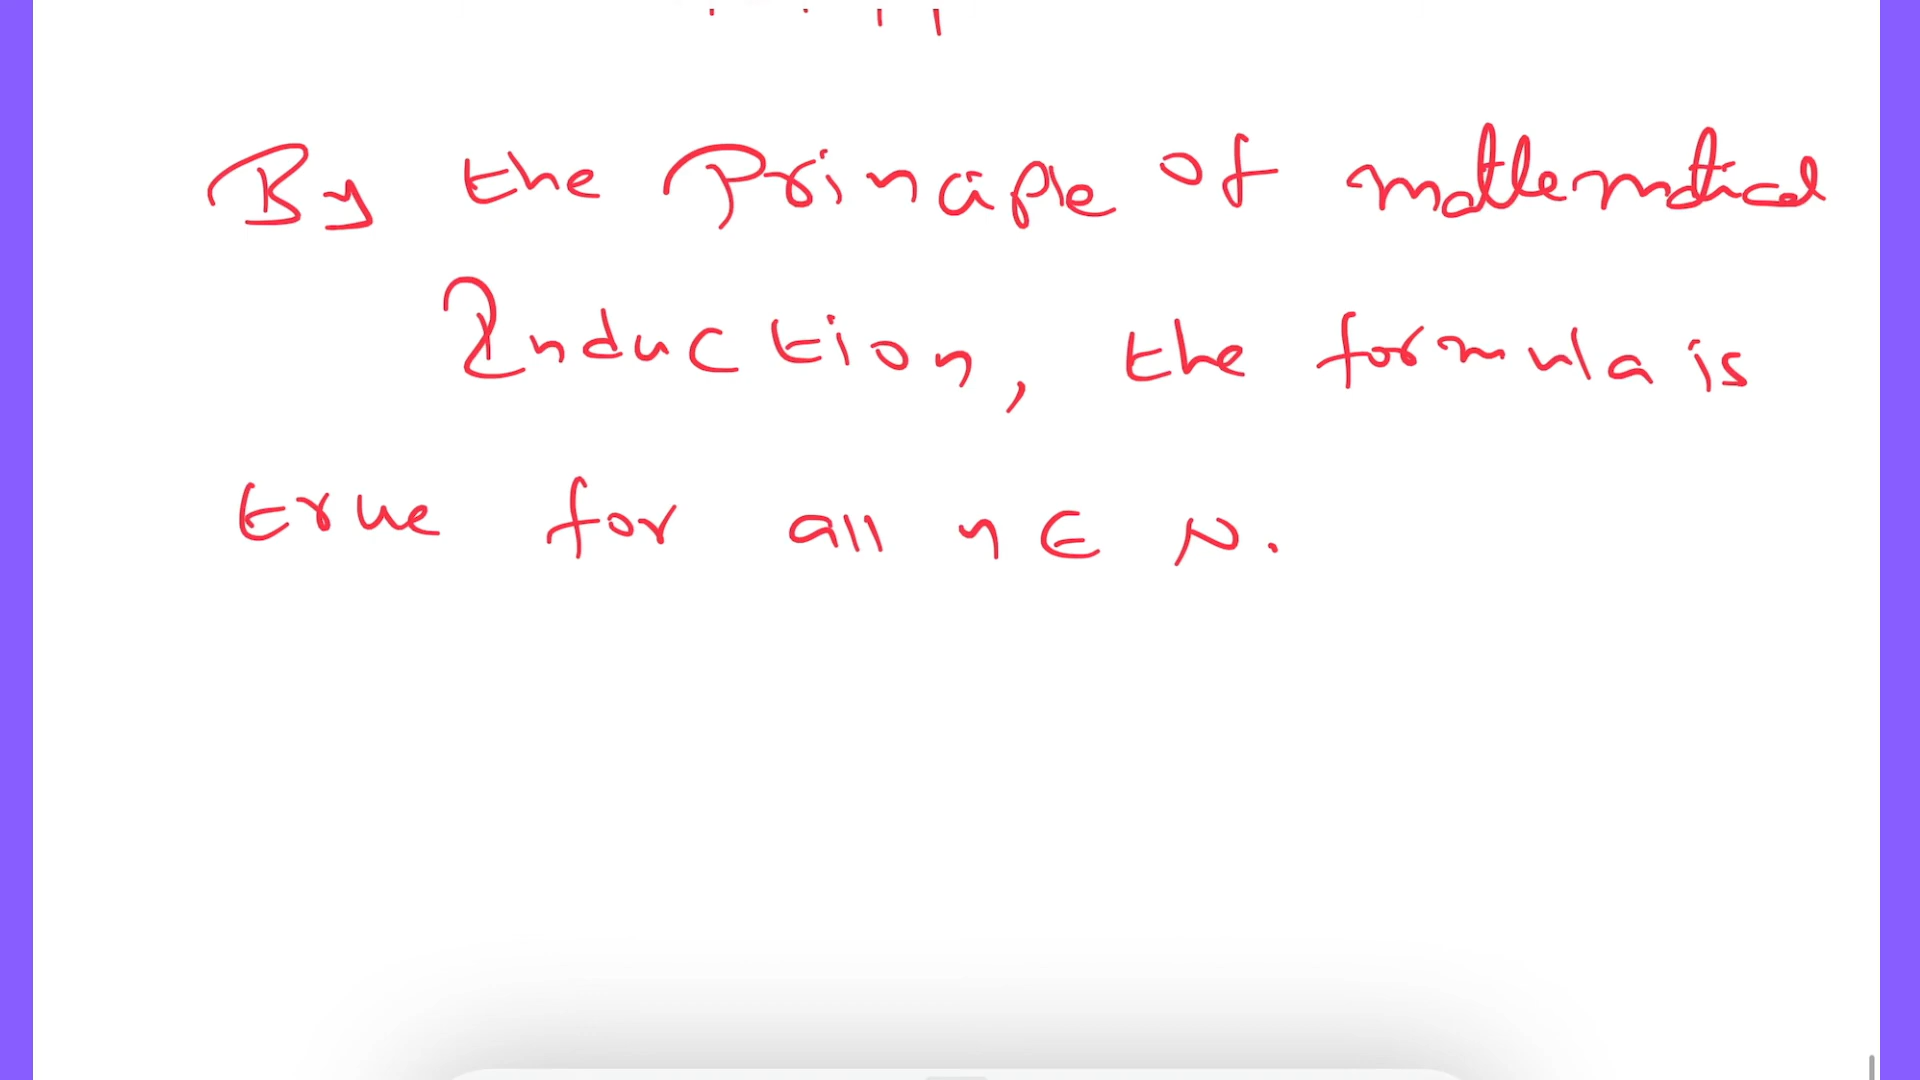 By the Principle of mathematical
Induction, the formula is
true for all n ∈ N.